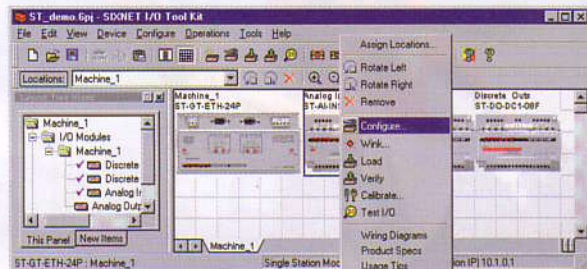 ST_demo.6pj - SIXNET I/O Tool Kit
File Edit View Device Configure Operations Tools Help
Locations: Machine_1
Machine_1
I/O Modules
Machine_1
Discrete
Discrete
Analog Ir
Analog Outp
This Panel New Items
Machine_1
ST-GT-ETH-24P
Analog In
ST-AI-IN
Discrete Outs
ST-DO-DC1-08F
Machine_1
Assign Locations...
Rotate Left
Rotate Right
Remove
Configure...
Wink...
Load
Verify
Calibrate...
Test I/O
Wiring Diagrams
Product Specs
Usage Tips
ST-GT-ETH-24P : Machine_1
Single Station Mod
ion IP] 10.1.0.1